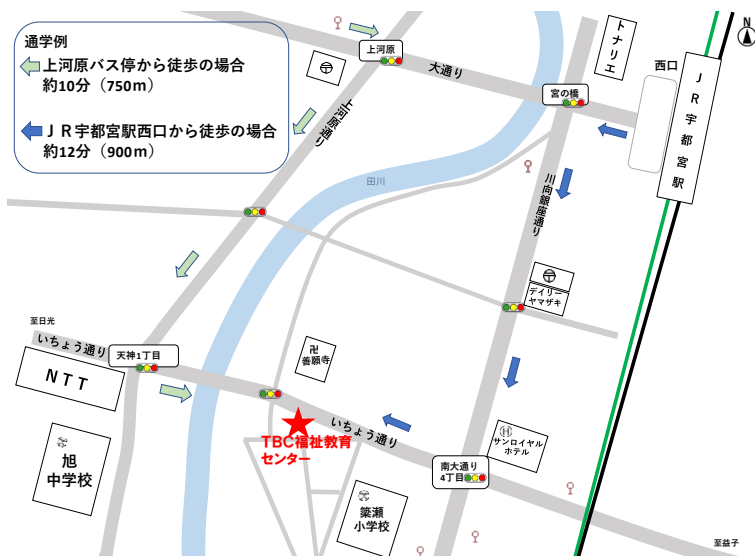 通学例
上河原バス停から徒歩の場合
約10分（750m）
ＪＲ宇都宮駅西口から徒歩の場合
約12分（900m）
上河原
大通り
トナリエ
N
西口
ＪＲ宇都宮駅
宮の橋
上河原通り
田川
川向銀座通り
デイリー
ヤマザキ
至日光
いちょう通り
天神1丁目
NTT
卍
善願寺
TBC福祉教育
センター
いちょう通り
H
サンロイヤル
ホテル
南大通り
4丁目
旭
中学校
簗瀬
小学校
至益子